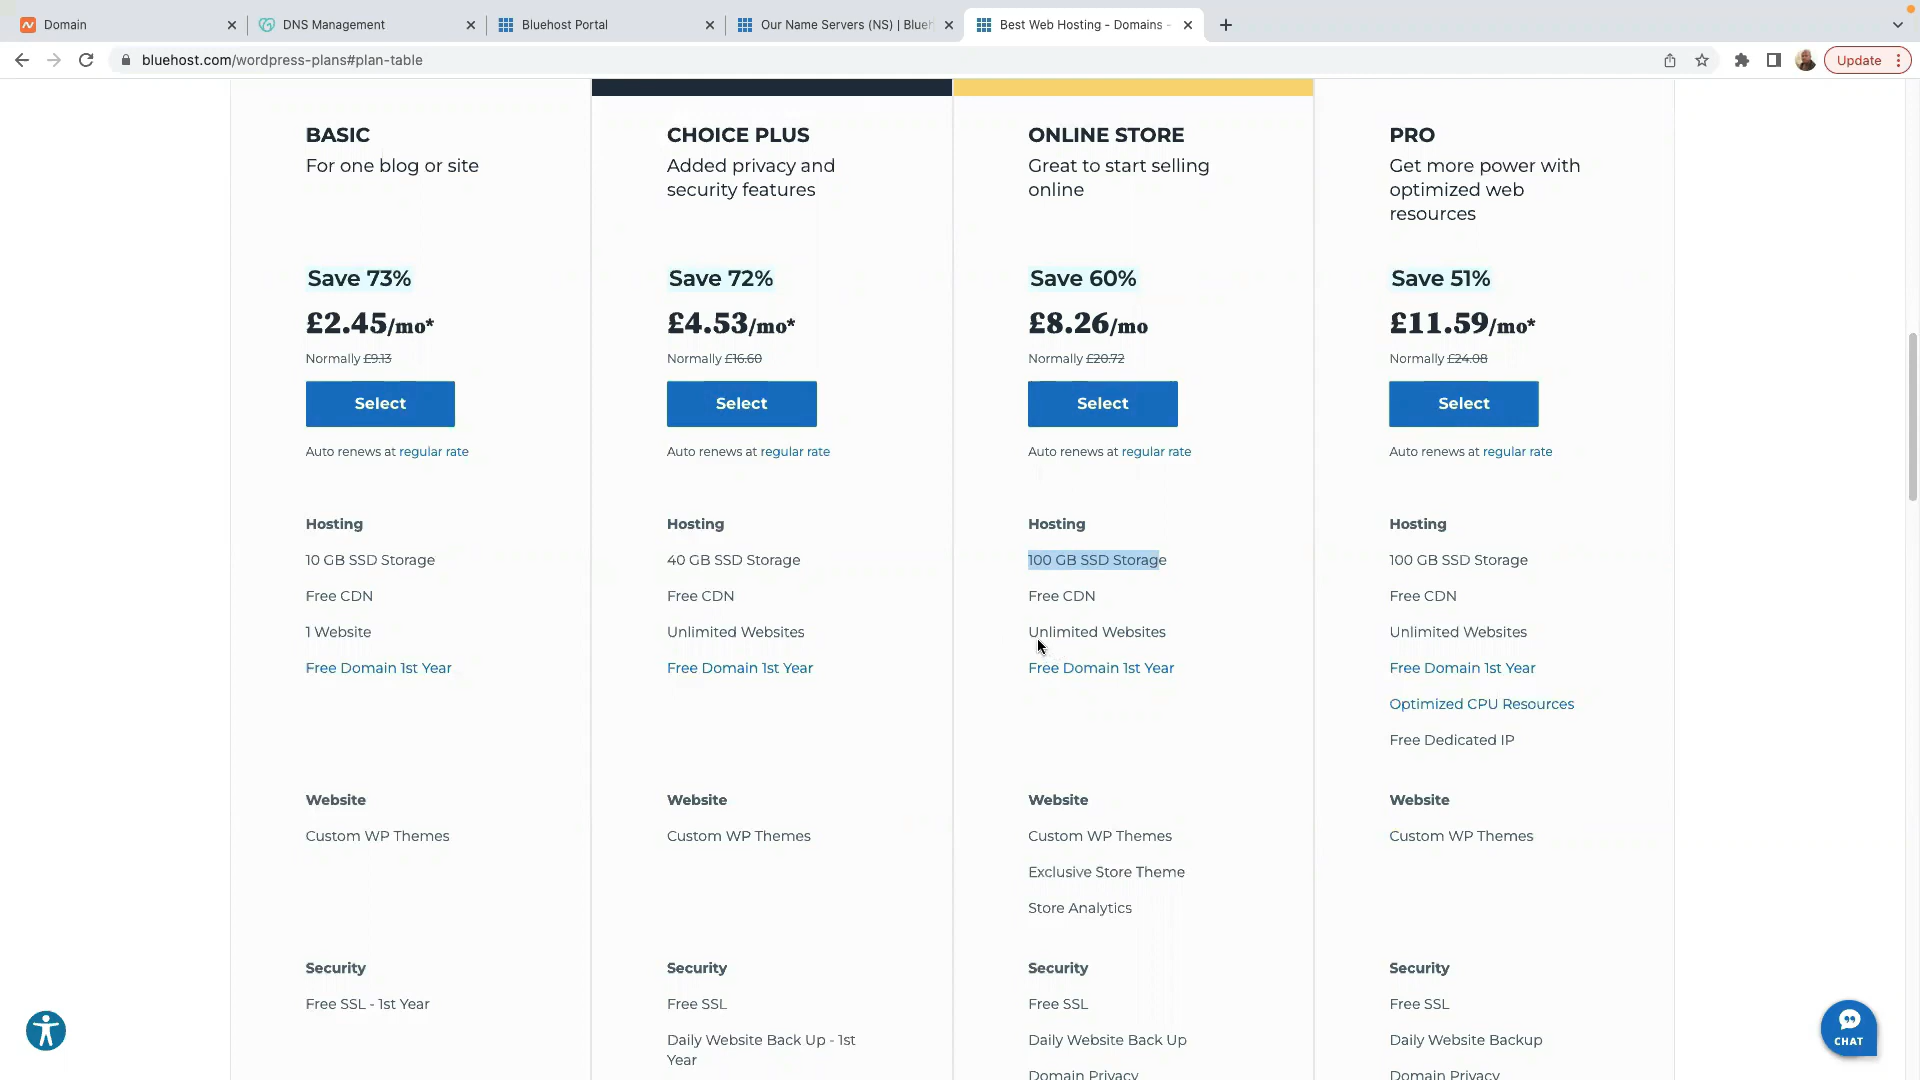 Domain
DNS Management
Bluehost Portal
Our Name Servers (NS) | Blueh
Best Web Hosting - Domains -
bluehost.com/wordpress-plans#plan-table
Update
BASIC
For one blog or site
Save 73%
£2.45/mo*
Normally £9.13
Select
Auto renews at regular rate
Hosting
10 GB SSD Storage
Free CDN
1 Website
Free Domain 1st Year
Website
Custom WP Themes
Security
Free SSL - 1st Year
CHOICE PLUS
Added privacy and
security features
Save 72%
£4.53/mo*
Normally £16.60
Select
Auto renews at regular rate
Hosting
40 GB SSD Storage
Free CDN
Unlimited Websites
Free Domain 1st Year
Website
Custom WP Themes
Security
Free SSL
Daily Website Back Up - 1st
Year
ONLINE STORE
Great to start selling
online
Save 60%
£8.26/mo
Normally £20.72
Select
Auto renews at regular rate
Hosting
100 GB SSD Storage
Free CDN
Unlimited Websites
Free Domain 1st Year
Website
Custom WP Themes
Exclusive Store Theme
Store Analytics
Security
Free SSL
Daily Website Back Up
Domain Privacy
PRO
Get more power with
optimized web
resources
Save 51%
£11.59/mo*
Normally £24.08
Select
Auto renews at regular rate
Hosting
100 GB SSD Storage
Free CDN
Unlimited Websites
Free Domain 1st Year
Optimized CPU Resources
Free Dedicated IP
Website
Custom WP Themes
Security
Free SSL
Daily Website Backup
Domain Privacy
CHAT